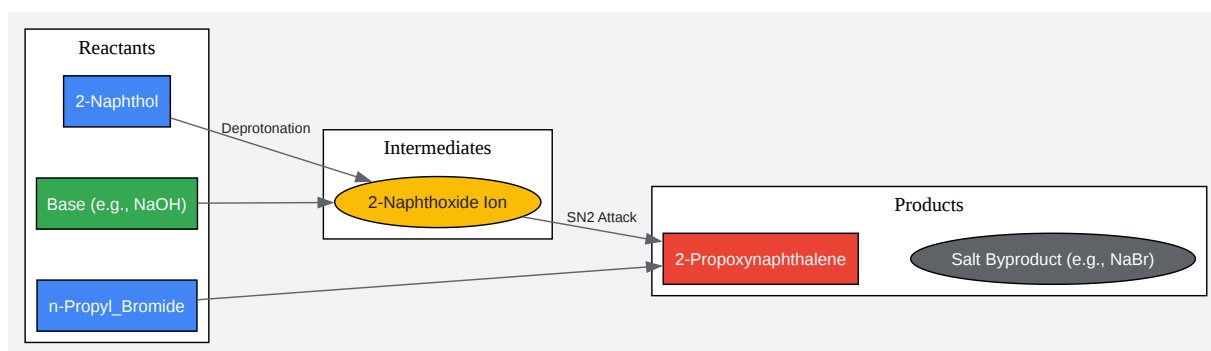 Reactants
2-Naphthol
Deprotonation
Base (e.g., NaOH)
n-Propyl_Bromide
Intermediates
2-Naphthoxide Ion
SN2 Attack
Products
2-Propoxynaphthalene
Salt Byproduct (e.g., NaBr)